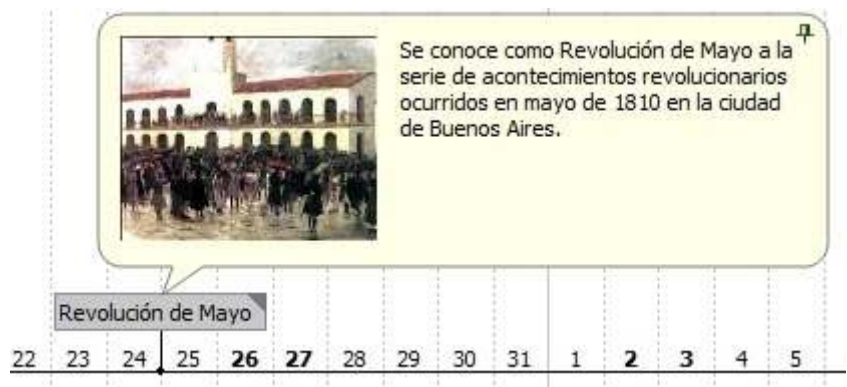 Se conoce como Revolución de Mayo a la
serie de acontecimientos revolucionarios
ocurridos en mayo de 1810 en la ciudad
de Buenos Aires.
Revolución de Mayo
22 23 24 25 26 27 28 29 30 31 1 2 3 4 5